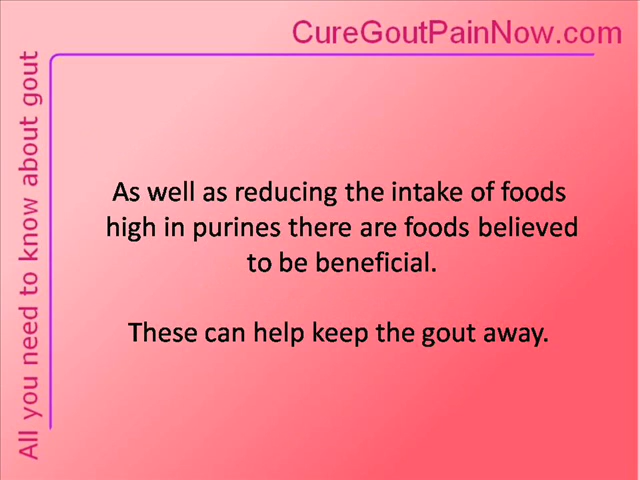 CureGoutPainNow.com
All you need to know about gout
As well as reducing the intake of foods
high in purines there are foods believed
to be beneficial.
These can help keep the gout away.